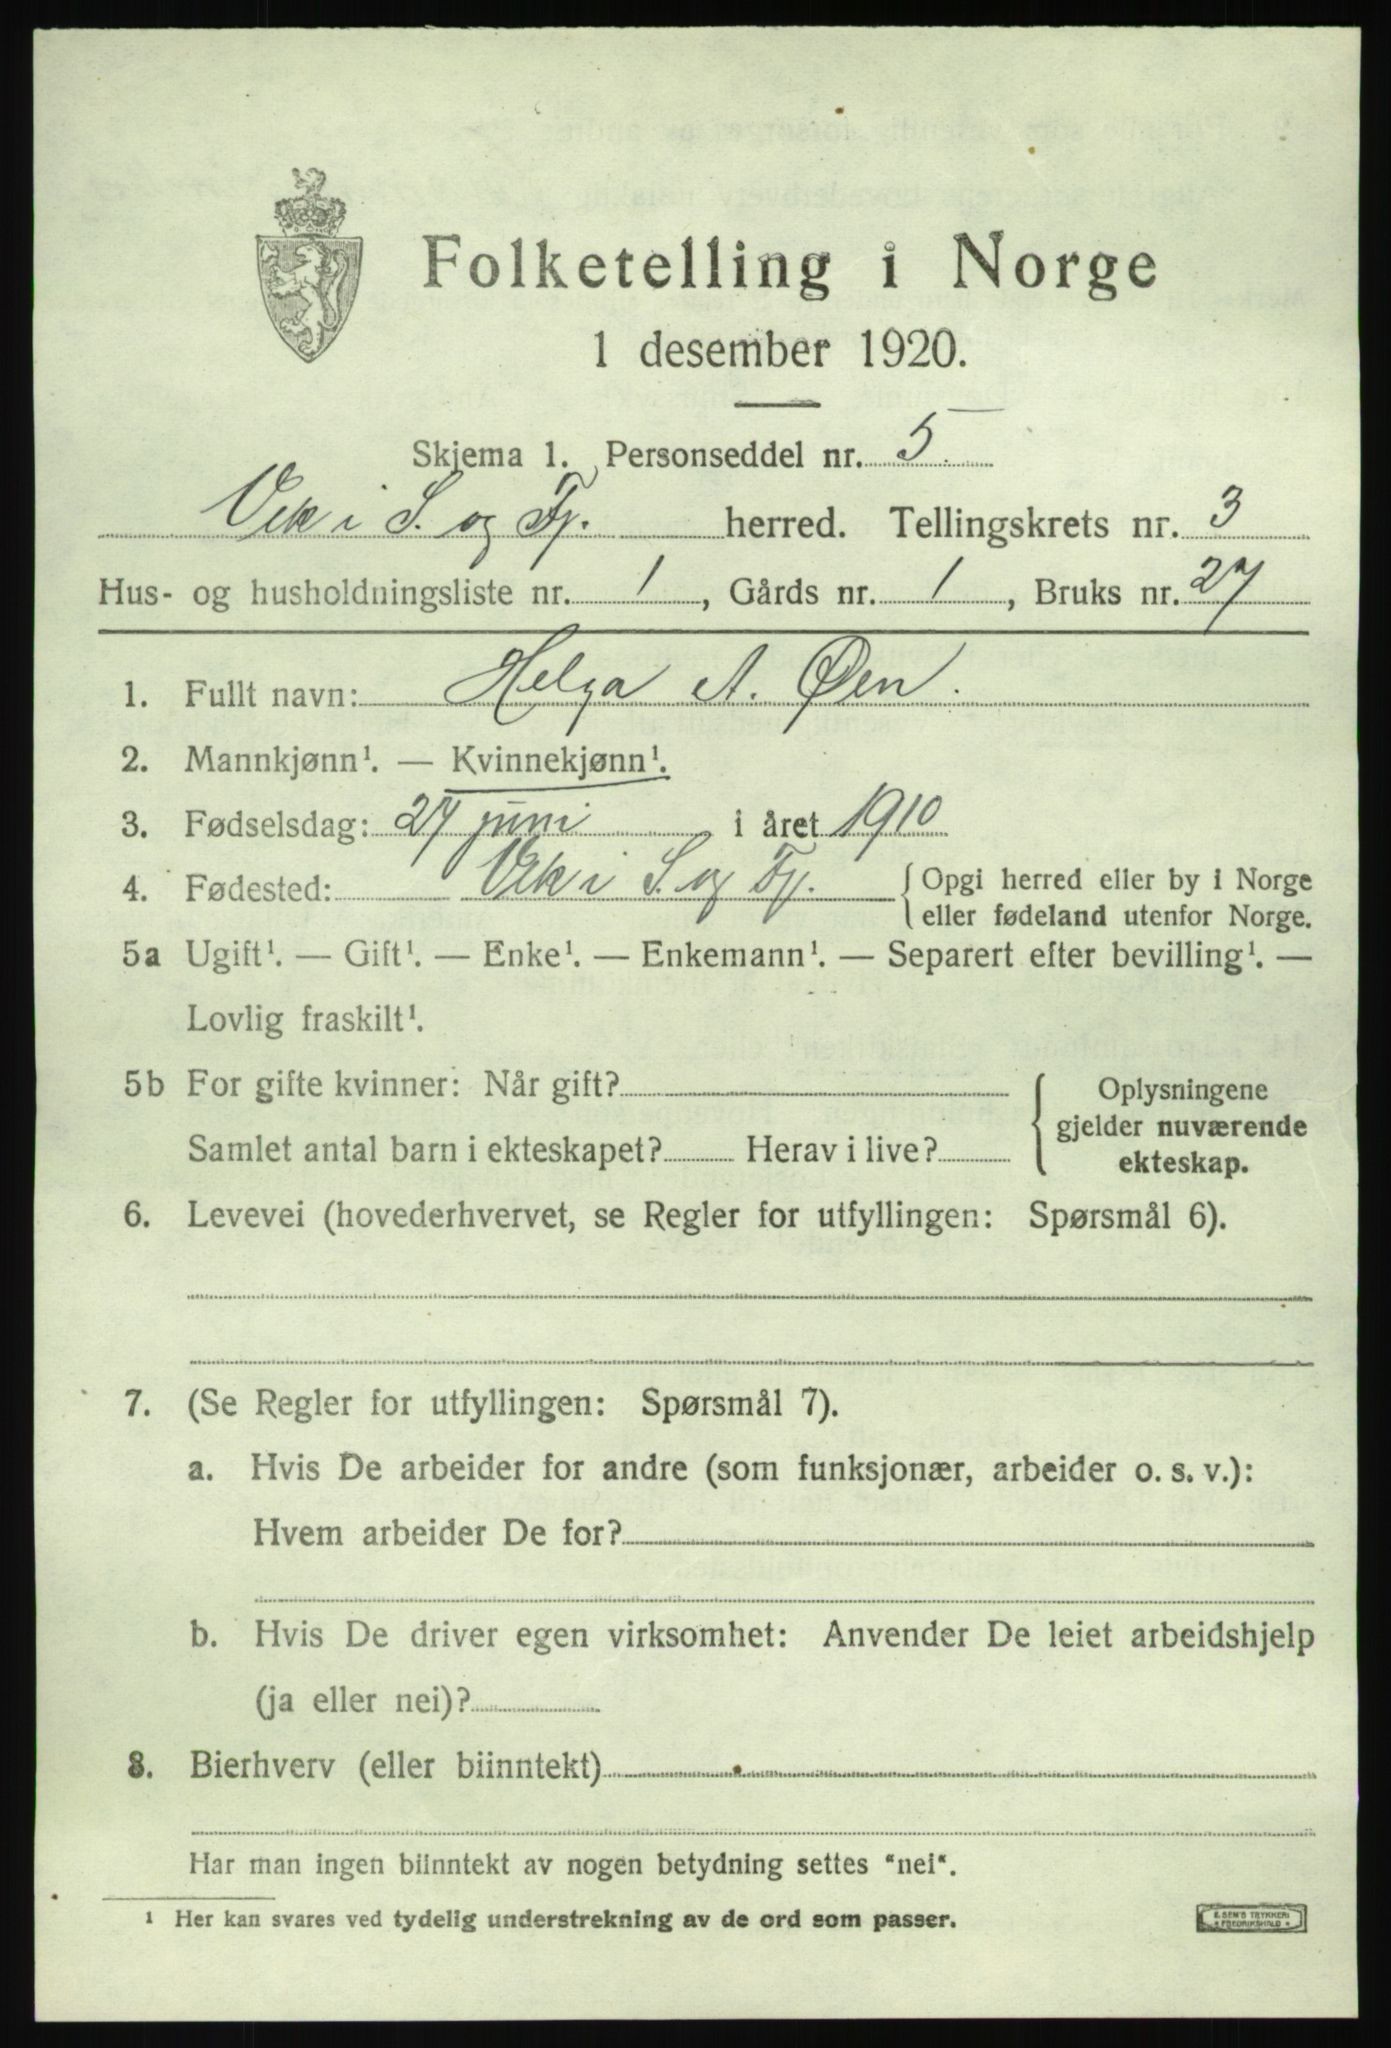 Folketelling i Norge
1 desember 1920.
Skjema 1. Personseddel nr. 5
Vik i S. og Fj. herred. Tellingskrets nr. 3
Hus- og husholdningsliste nr. 1, Gårds nr. 1, Bruks nr. 27
1. Fullt navn: Helga A. Øen.
2. Mannkjønn¹. — Kvinnekjønn¹.
3. Fødselsdag: 27 juni i året 1910
4. Fødested: Vik i S. og Fj. {Opgi herred eller by i Norge
eller fødeland utenfor Norge.
5a Ugift¹. — Gift¹. — Enke¹. — Enkemann¹. — Separert efter bevilling¹. —
Lovlig fraskilt¹.
5b For gifte kvinner: Når gift? Oplysningene
gjelder nuværende
Samlet antal barn i ekteskapet? Herav i live?
ekteskap.
6. Levevei (hovederhvervet, se Regler for utfyllingen: Spørsmål 6).
7. (Se Regler for utfyllingen: Spørsmål 7).
a. Hvis De arbeider for andre (som funksjonær, arbeider o. s. v.):
Hvem arbeider De for?
b. Hvis De driver egen virksomhet: Anvender De leiet arbeidshjelp
(ja eller nei)?
8. Bierhverv (eller biinntekt)
Har man ingen biinntekt av nogen betydning settes "nei".
¹ Her kan svares ved tydelig understrekning av de ord som passer.
E. SEM'S TRYKKERI
FREDRIKSHALD